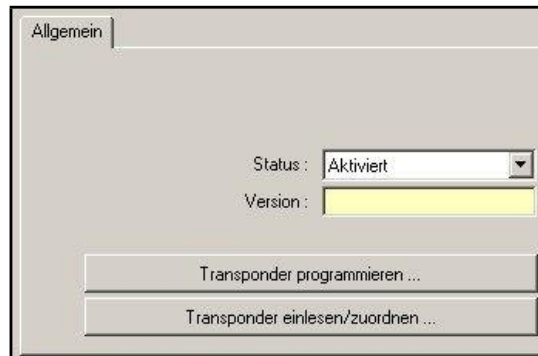 Allgemein
Status : Aktiviert
Version :
Transponder programmieren ...
Transponder einlesen/zuordnen ...